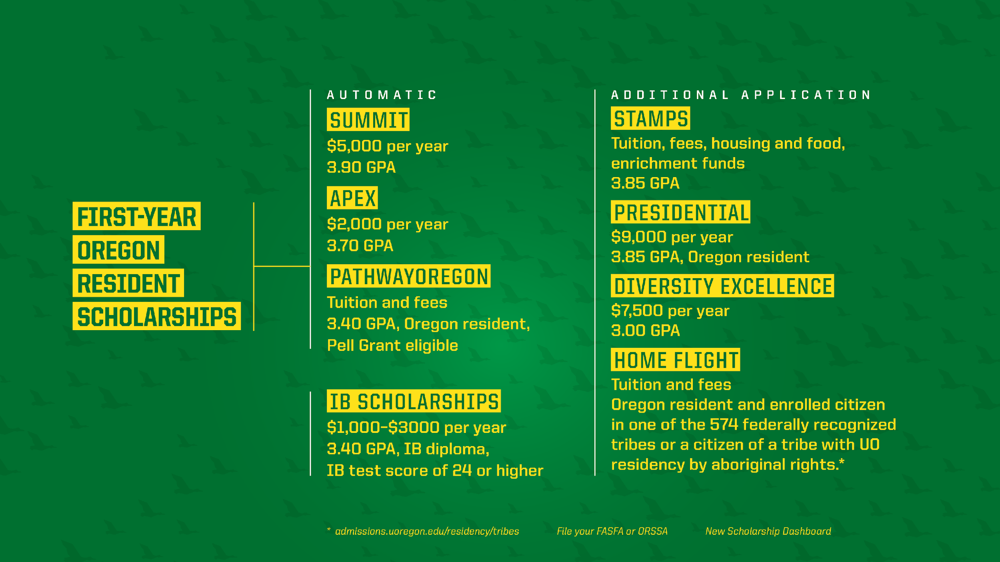 FIRST-YEAR
OREGON
RESIDENT
SCHOLARSHIPS
AUTOMATIC
SUMMIT
$5,000 per year
3.90 GPA
APEX
$2,000 per year
3.70 GPA
PATHWAYOREGON
Tuition and fees
3.40 GPA, Oregon resident,
Pell Grant eligible
IB SCHOLARSHIPS
$1,000–$3000 per year
3.40 GPA, IB diploma,
IB test score of 24 or higher
ADDITIONAL APPLICATION
STAMPS
Tuition, fees, housing and food,
enrichment funds
3.85 GPA
PRESIDENTIAL
$9,000 per year
3.85 GPA, Oregon resident
DIVERSITY EXCELLENCE
$7,500 per year
3.00 GPA
HOME FLIGHT
Tuition and fees
Oregon resident and enrolled citizen
in one of the 574 federally recognized
tribes or a citizen of a tribe with UO
residency by aboriginal rights.*
* admissions.uoregon.edu/residency/tribes
File your FASFA or ORSSA
New Scholarship Dashboard